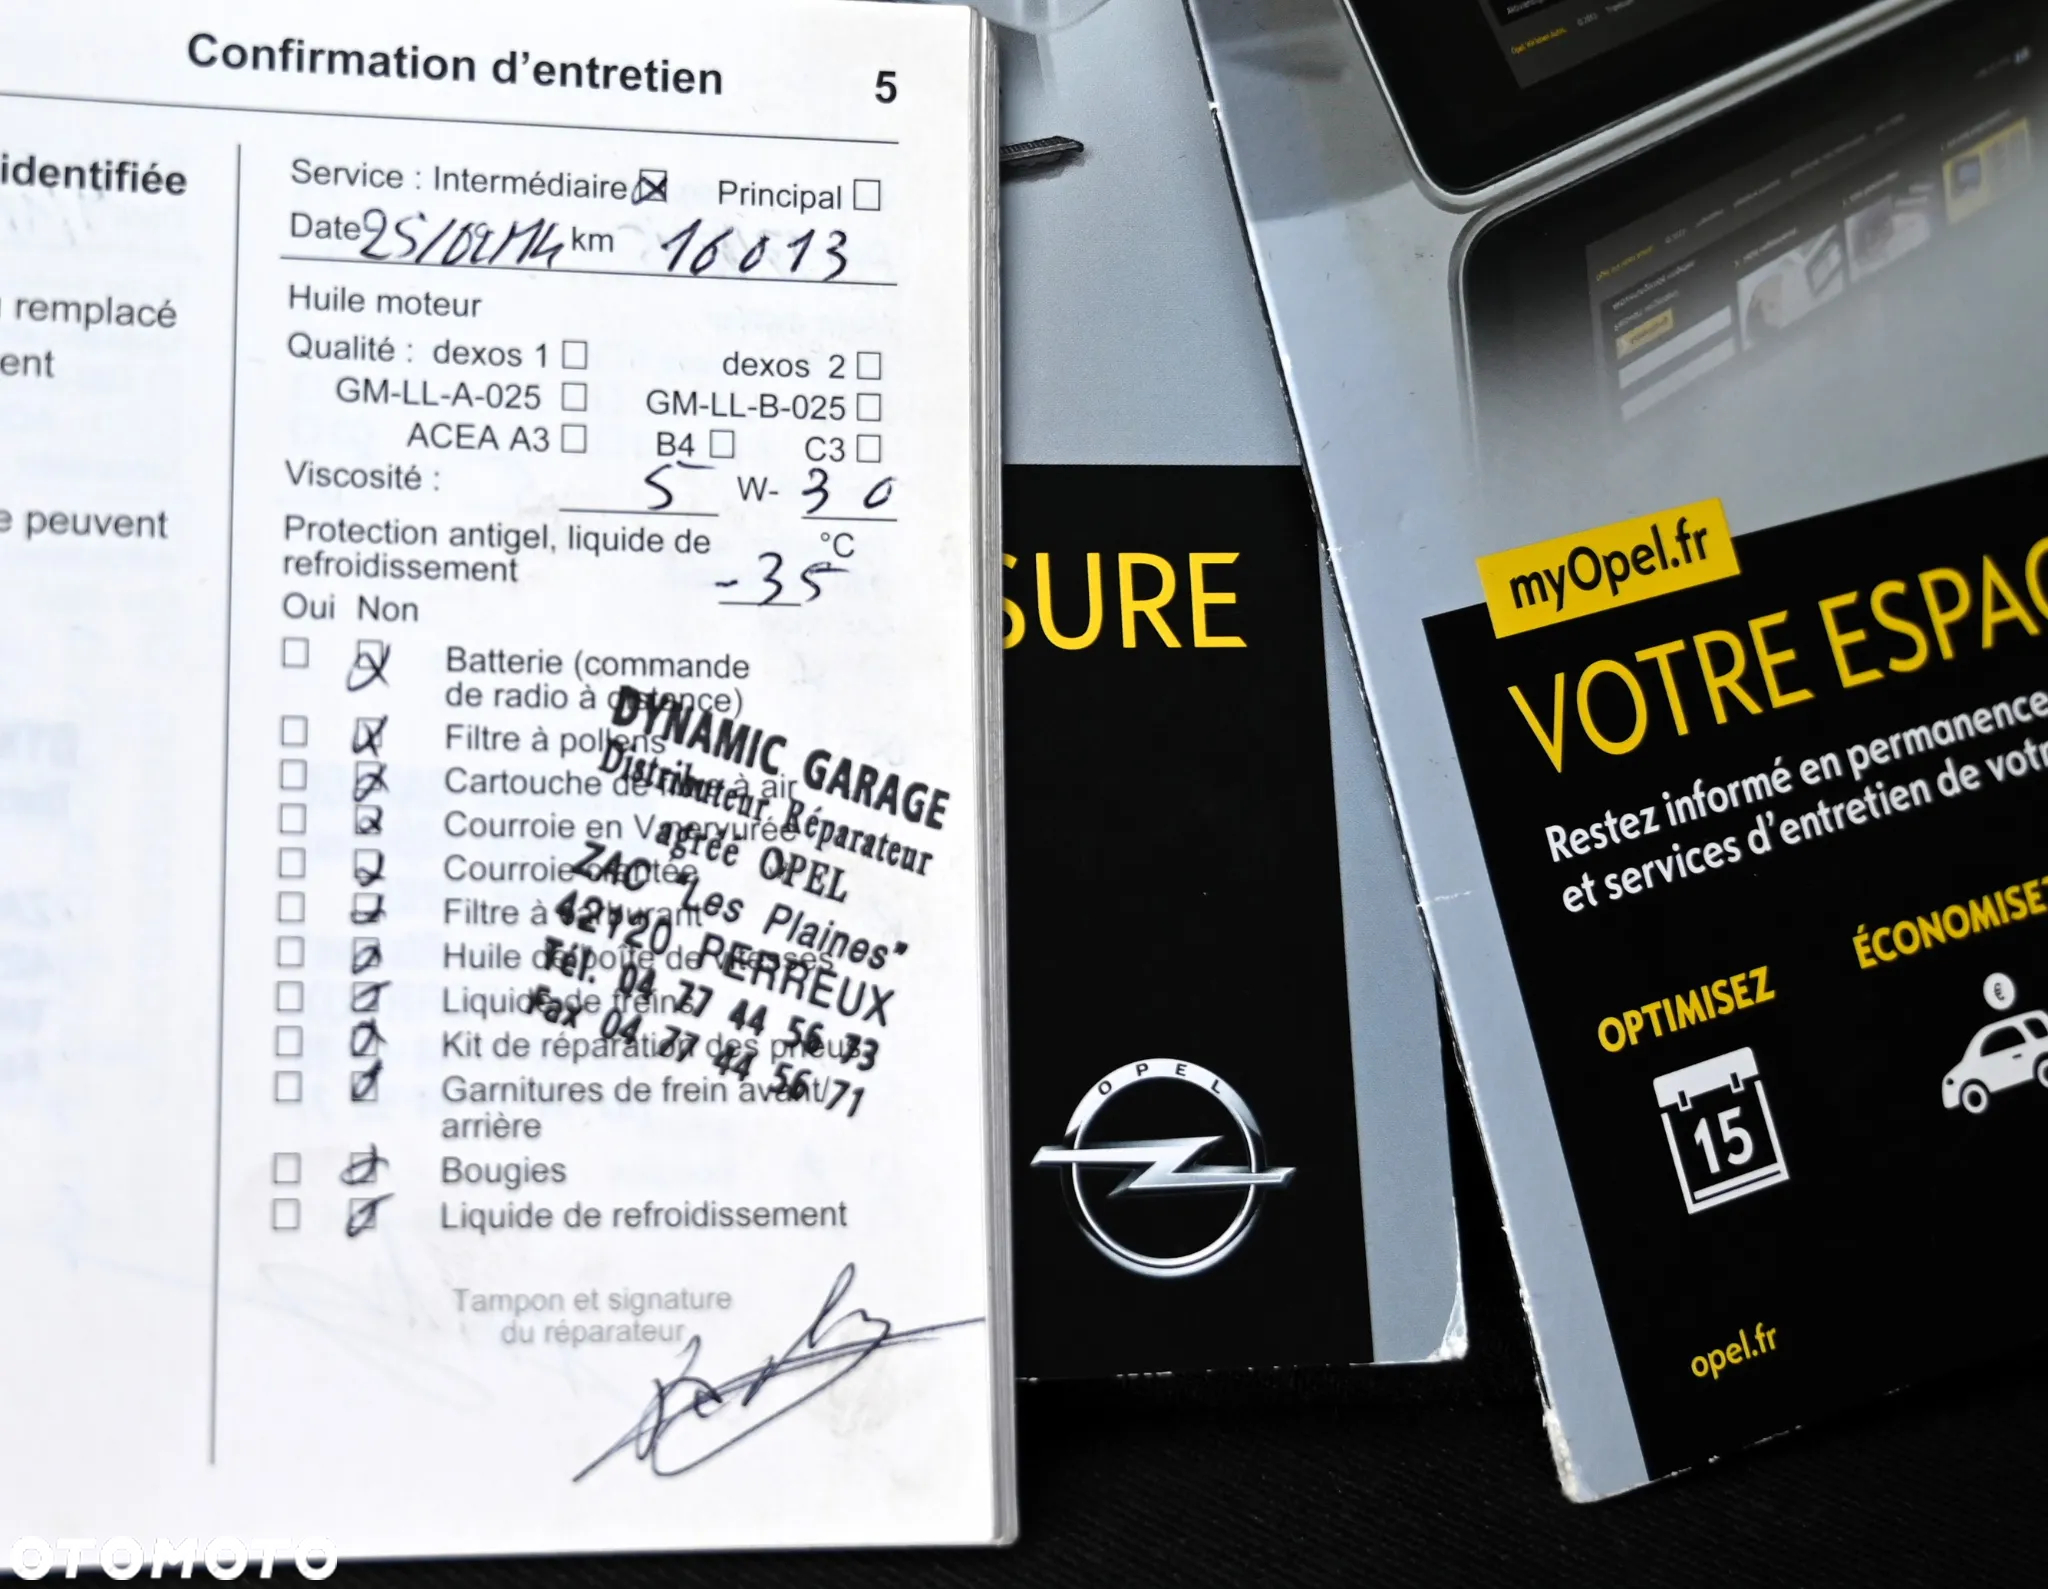 Confirmation d'entretien 5
identifiée
remplacé
ent
e peuvent
Service : Intermédiaire ☒ Principal ☐
Date 25/09/14 km 16013
Huile moteur
Qualité : dexos 1 ☐ dexos 2 ☐
GM-LL-A-025 ☐ GM-LL-B-025 ☐
ACEA A3 ☐ B4 ☐ C3 ☐
Viscosité : 5 W- 30
Protection antigel, liquide de °C
refroidissement -35
Oui Non
☐ ☒ Batterie (commande
de radio à distance)
☐ ☒ Filtre à pollens
☐ ☒ Cartouche de filtre à air
☐ ☒ Courroie en V nervurée
☐ ☒ Courroie crantée
☐ ☒ Filtre à carburant
☐ ☒ Huile de boîte de vitesses
☐ ☒ Liquide de freins
☐ ☒ Kit de réparation des pneus
☐ ☒ Garnitures de frein avant/
arrière
☐ ☒ Bougies
☐ ☒ Liquide de refroidissement
Tampon et signature
du réparateur
DYNAMIC GARAGE
Distributeur Réparateur
agréé OPEL
ZAC "Les Plaines"
42120 PERREUX
Tél. 04 77 44 56 73
Fax 04 77 44 56 71
SURE
OPEL
myOpel.fr
VOTRE ESPAC
Restez informé en permanence
et services d'entretien de votr
OPTIMISEZ
ÉCONOMISEZ
15
€
opel.fr
OTOMOTO